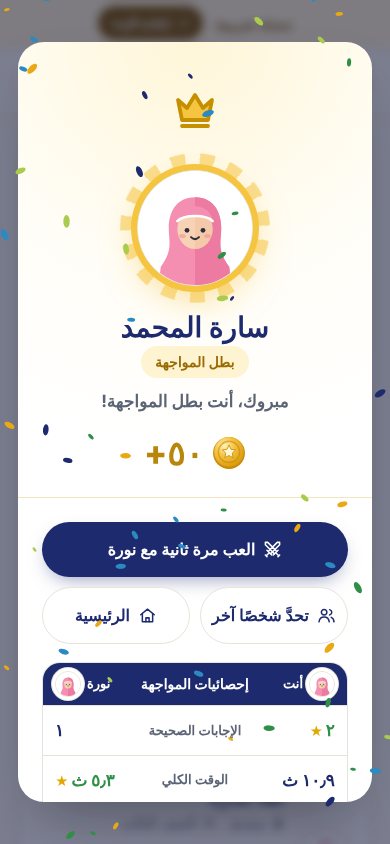 سارة المحمد
بطل المواجهة
مبروك، أنت بطل المواجهة!
+٥٠
العب مرة ثانية مع نورة
تحدَّ شخصًا آخر
الرئيسية
أنت إحصائيات المواجهة نورة
٢ الإجابات الصحيحة ١
١٠٫٩ ث الوقت الكلي ٥٫٣ ث